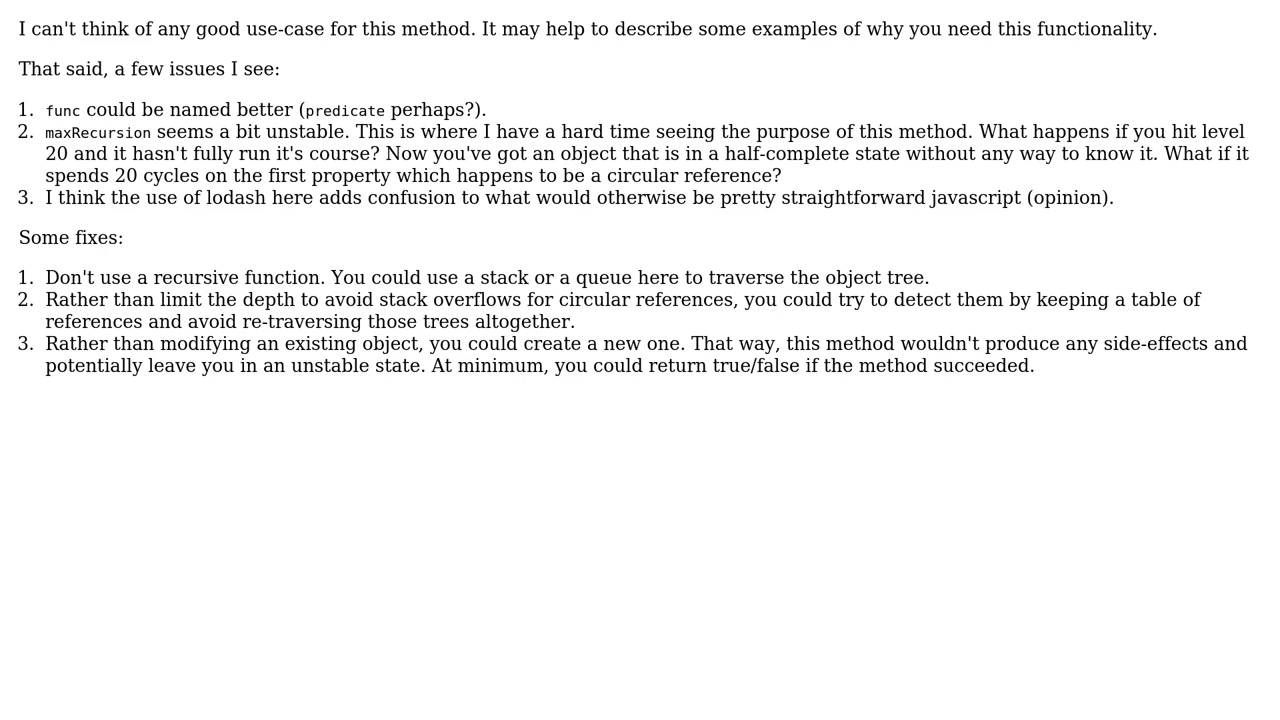 I can't think of any good use-case for this method. It may help to describe some examples of why you need this functionality.
That said, a few issues I see:
1. func could be named better (predicate perhaps?).
2. maxRecursion seems a bit unstable. This is where I have a hard time seeing the purpose of this method. What happens if you hit level
20 and it hasn't fully run it's course? Now you've got an object that is in a half-complete state without any way to know it. What if it
spends 20 cycles on the first property which happens to be a circular reference?
3. I think the use of lodash here adds confusion to what would otherwise be pretty straightforward javascript (opinion).
Some fixes:
1. Don't use a recursive function. You could use a stack or a queue here to traverse the object tree.
2. Rather than limit the depth to avoid stack overflows for circular references, you could try to detect them by keeping a table of
references and avoid re-traversing those trees altogether.
3. Rather than modifying an existing object, you could create a new one. That way, this method wouldn't produce any side-effects and
potentially leave you in an unstable state. At minimum, you could return true/false if the method succeeded.